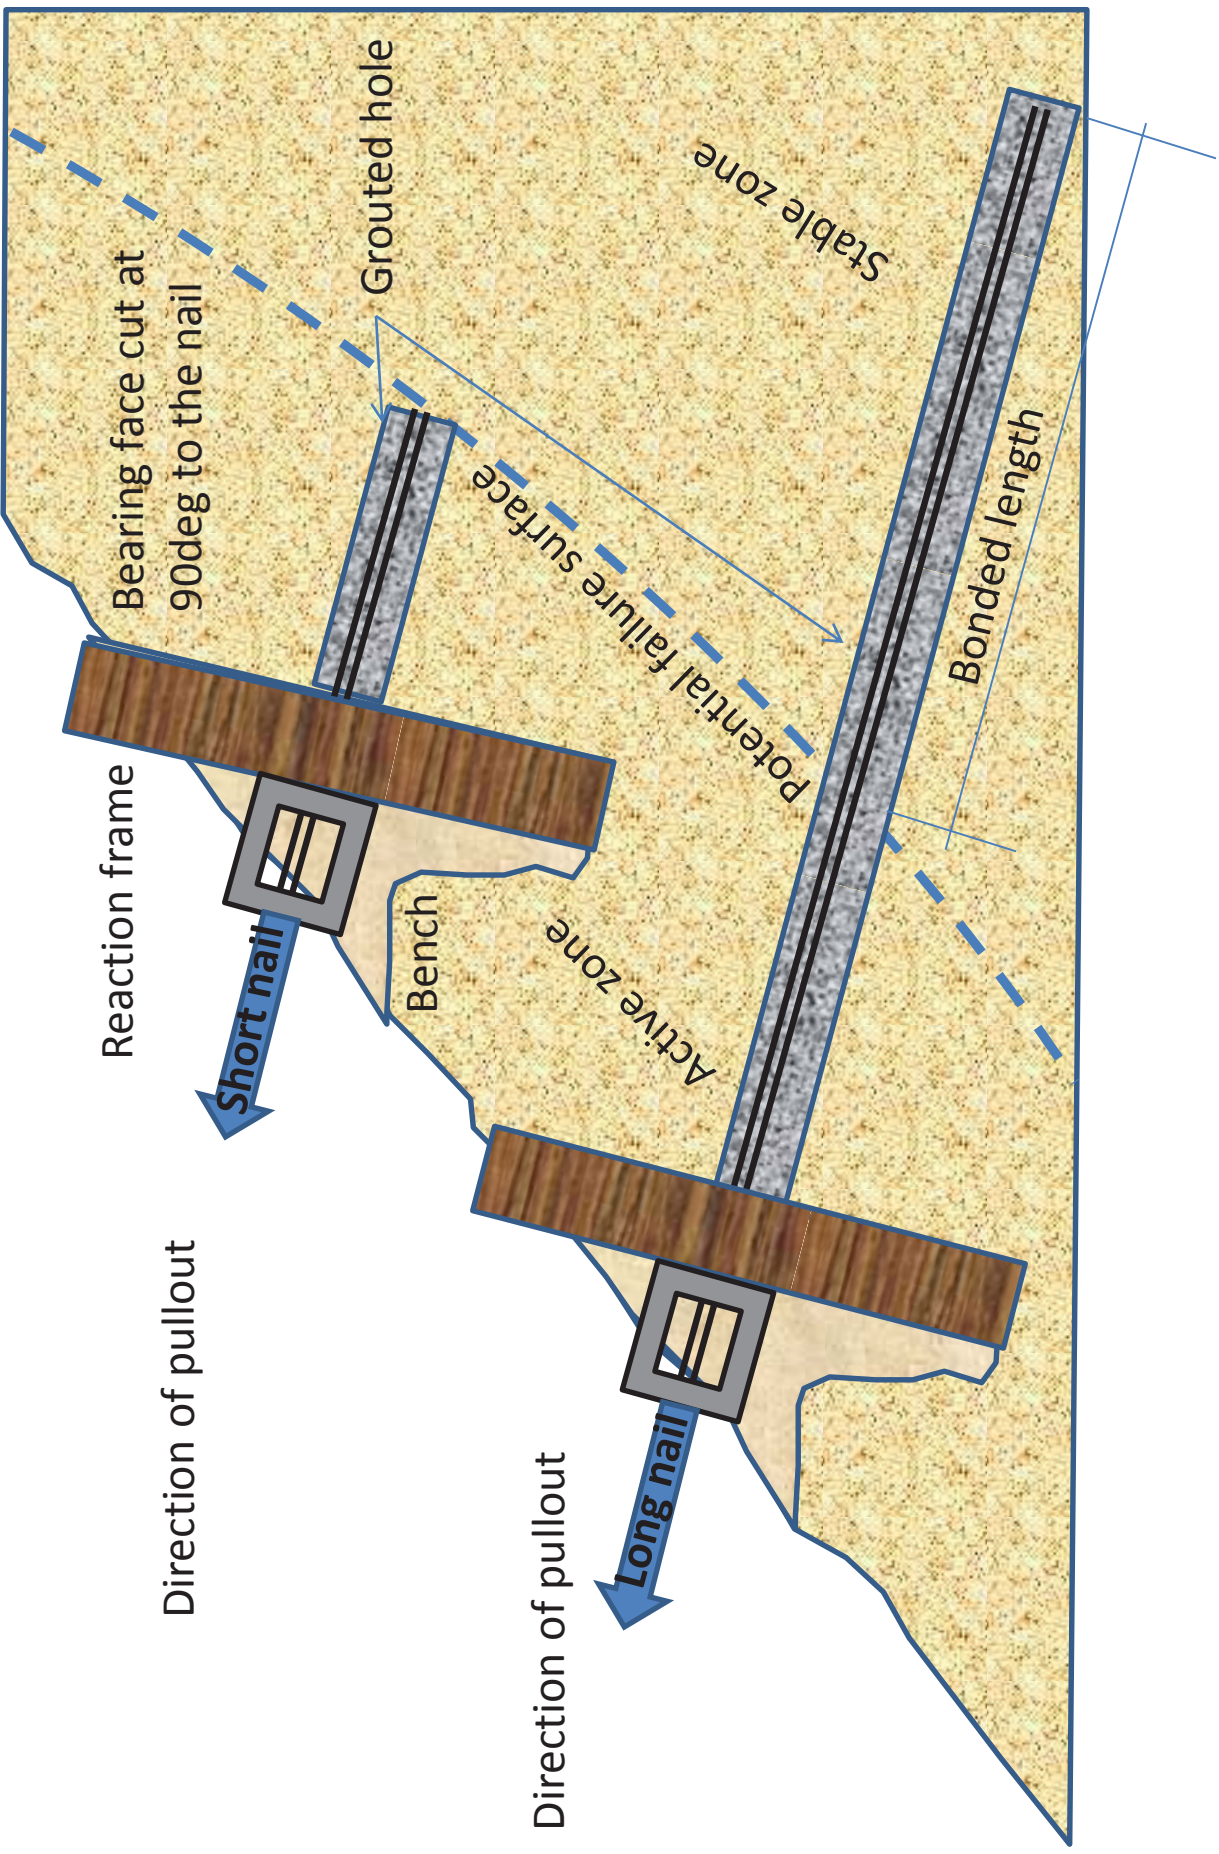 Bearing face cut at
90deg to the nail
Grouted hole
Stable zone
Reaction frame
Short nail
Bench
Potential failure surface
Bonded length
Active zone
Direction of pullout
Long nail
Direction of pullout